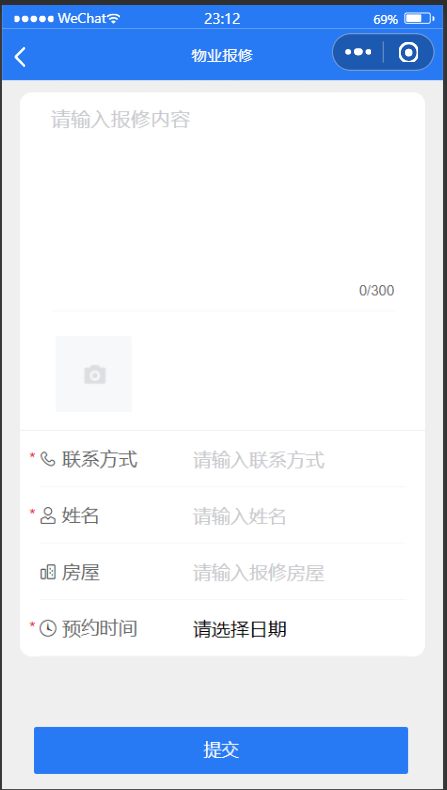 WeChat 23:12 69%
物业报修
请输入报修内容
0/300
* 联系方式 请输入联系方式
* 姓名 请输入姓名
房屋 请输入报修房屋
* 预约时间 请选择日期
提交